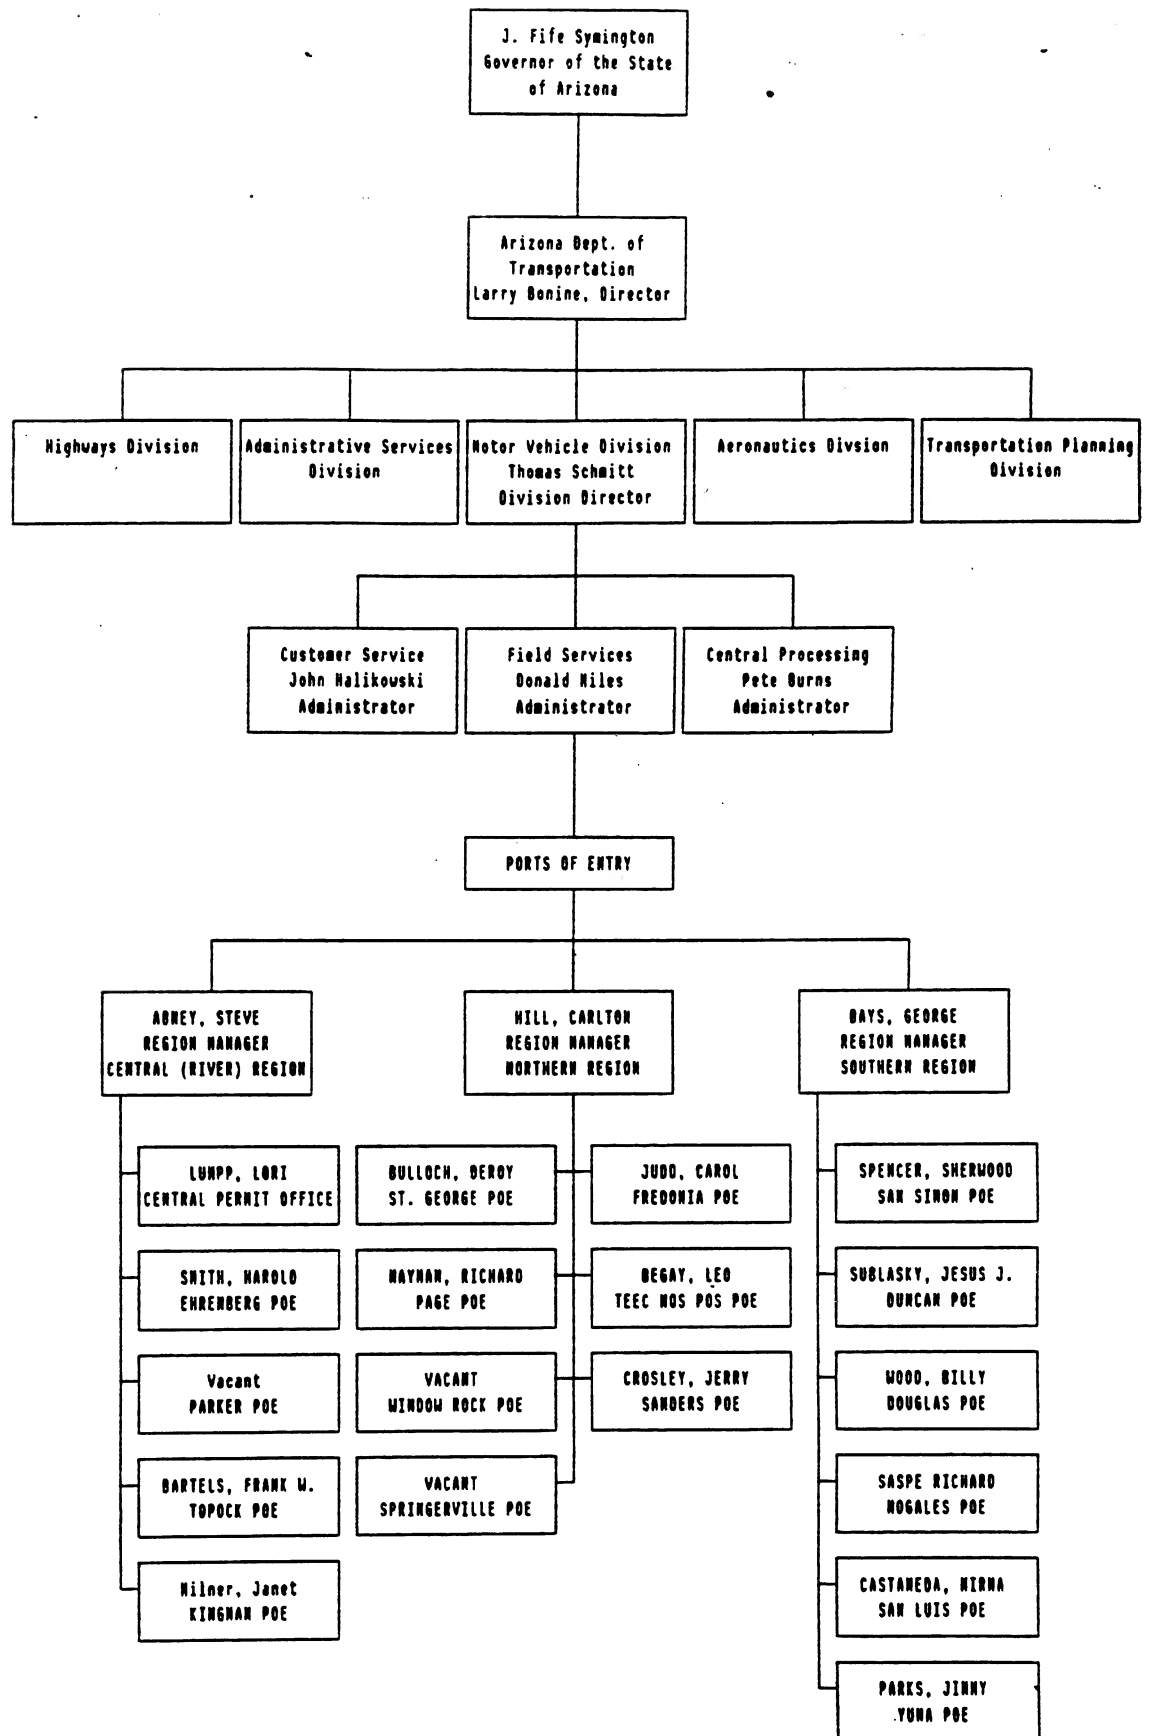 J. Fife Symington
Governor of the State
of Arizona
Arizona Dept. of
Transportation
Larry Bonine, Director
Highways Division
Administrative Services
Division
Motor Vehicle Division
Thomas Schmitt
Division Director
Aeronautics Divsion
Transportation Planning
Division
Customer Service
John Halikowski
Administrator
Field Services
Donald Miles
Administrator
Central Processing
Pete Burns
Administrator
PORTS OF ENTRY
ABNEY, STEVE
REGION MANAGER
CENTRAL (RIVER) REGION
HILL, CARLTON
REGION MANAGER
NORTHERN REGION
BAYS, GEORGE
REGION MANAGER
SOUTHERN REGION
LUMPP, LORI
CENTRAL PERMIT OFFICE
SMITH, HAROLD
EHRENBERG POE
Vacant
PARKER POE
BARTELS, FRANK W.
TOPOCK POE
Milner, Janet
KINGMAN POE
BULLOCH, DEROY
ST. GEORGE POE
HAYMAN, RICHARD
PAGE POE
VACANT
WINDOW ROCK POE
VACANT
SPRINGERVILLE POE
JUDD, CAROL
FREDONIA POE
BEGAY, LEO
TEEC NOS POS POE
CROSLEY, JERRY
SANDERS POE
SPENCER, SHERWOOD
SAN SIMON POE
SUBLASKY, JESUS J.
DUNCAN POE
WOOD, BILLY
DOUGLAS POE
SASPE RICHARD
NOGALES POE
CASTANEDA, MIRNA
SAN LUIS POE
PARKS, JIMMY
YUMA POE